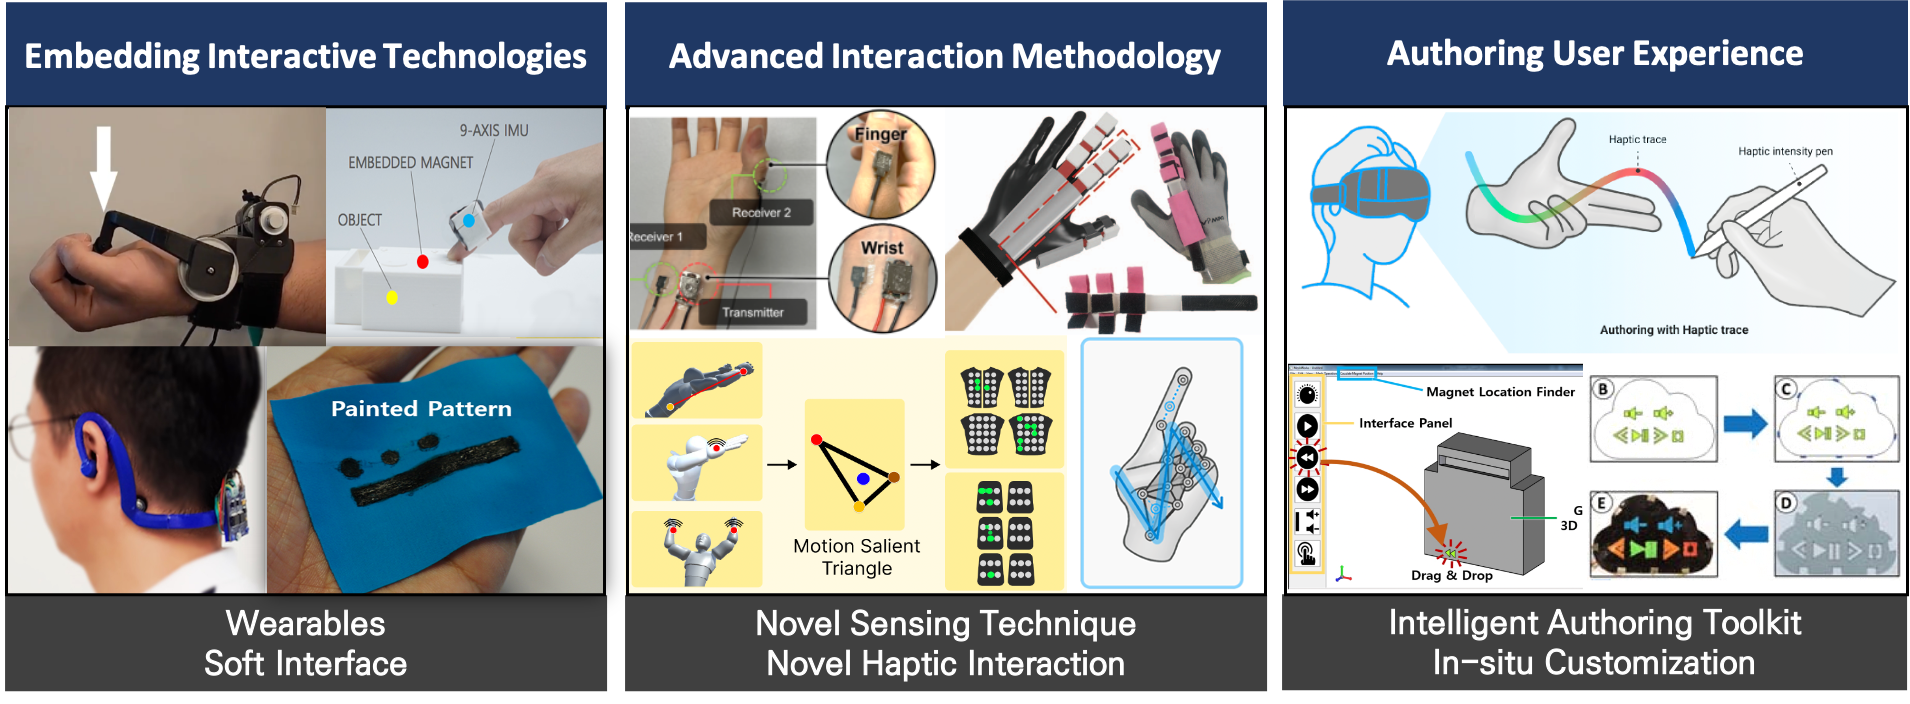 Embedding Interactive Technologies
9-AXIS IMU
EMBEDDED MAGNET
OBJECT
Painted Pattern
Wearables
Soft Interface
Advanced Interaction Methodology
Finger
Receiver 2
Receiver 1
Wrist
Transmitter
Motion Salient
Triangle
Novel Sensing Technique
Novel Haptic Interaction
Authoring User Experience
Haptic trace
Haptic intensity pen
Authoring with Haptic trace
Magnet Location Finder
Interface Panel
G
3D
Drag & Drop
B
C
E
D
Intelligent Authoring Toolkit
In-situ Customization